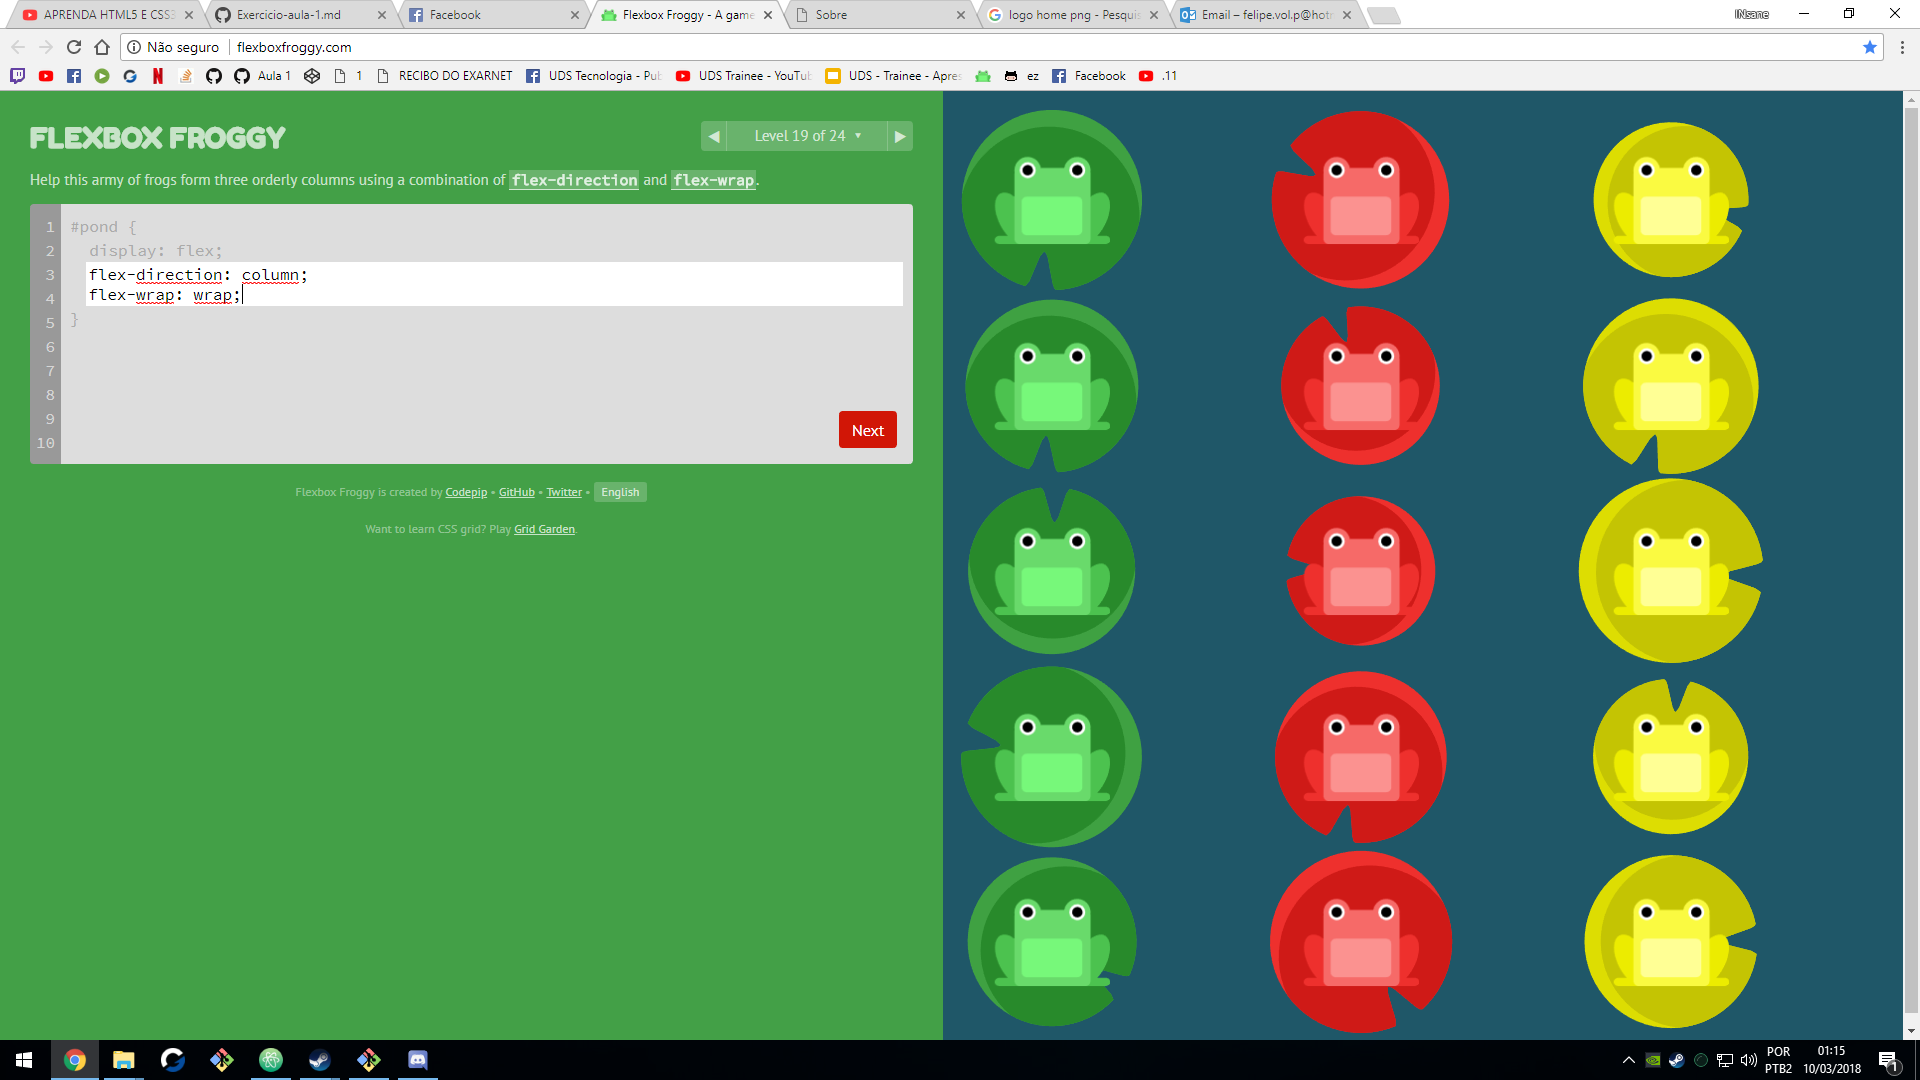 APRENDA HTML5 E CSS3
Exercicio-aula-1.md
Facebook
Flexbox Froggy - A game
Sobre
logo home png - Pesquis
Email – felipe.vol.p@hotm
INsane
Não seguro
flexboxfroggy.com
Aula 1
1
RECIBO DO EXARNET
UDS Tecnologia - Pub
UDS Trainee - YouTub
UDS - Trainee - Apres
ez
Facebook
.11
FLEXBOX FROGGY
Level 19 of 24
Help this army of frogs form three orderly columns using a combination of flex-direction and flex-wrap.
1 #pond {
2 display: flex;
3 flex-direction: column;
4 flex-wrap: wrap;
5 }
6
7
8
9
10
Next
Flexbox Froggy is created by Codepip • GitHub • Twitter • English
Want to learn CSS grid? Play Grid Garden.
POR
PTB2
01:15
10/03/2018
1